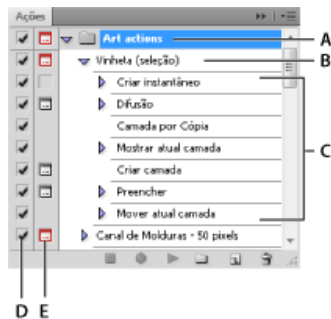 Ações
Art actions
A
Vinheta (seleção)
B
Criar instantâneo
Difusão
Camada por Cópia
Mostrar atual camada
C
Criar camada
Preencher
Mover atual camada
Canal de Molduras - 50 pixels
D E